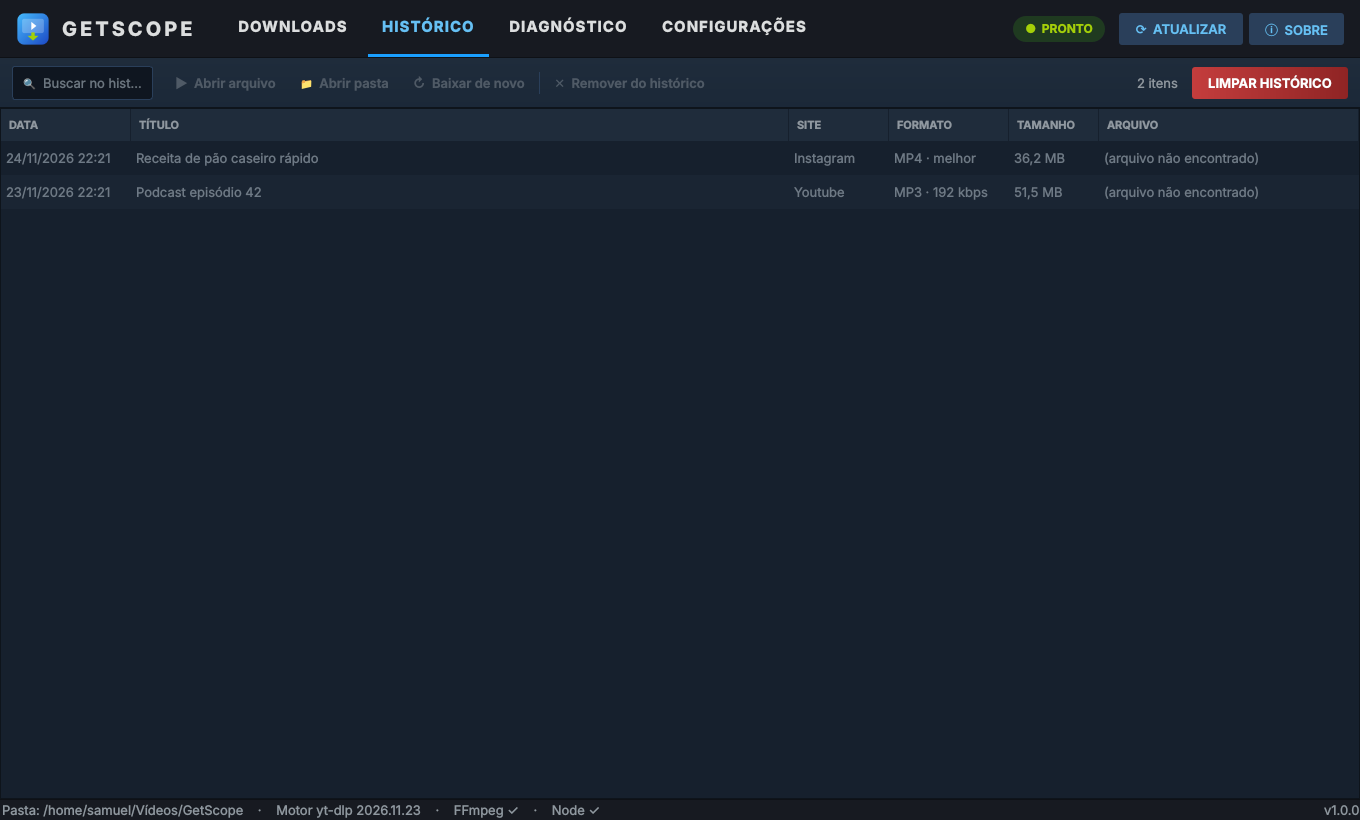 GETSCOPE DOWNLOADS HISTÓRICO DIAGNÓSTICO CONFIGURAÇÕES PRONTO ATUALIZAR SOBRE
Buscar no hist... Abrir arquivo Abrir pasta Baixar de novo Remover do histórico 2 itens LIMPAR HISTÓRICO
DATA TÍTULO SITE FORMATO TAMANHO ARQUIVO
24/11/2026 22:21 Receita de pão caseiro rápido Instagram MP4 · melhor 36,2 MB (arquivo não encontrado)
23/11/2026 22:21 Podcast episódio 42 Youtube MP3 · 192 kbps 51,5 MB (arquivo não encontrado)
Pasta: /home/samuel/Vídeos/GetScope · Motor yt-dlp 2026.11.23 · FFmpeg ✓ · Node ✓ v1.0.0